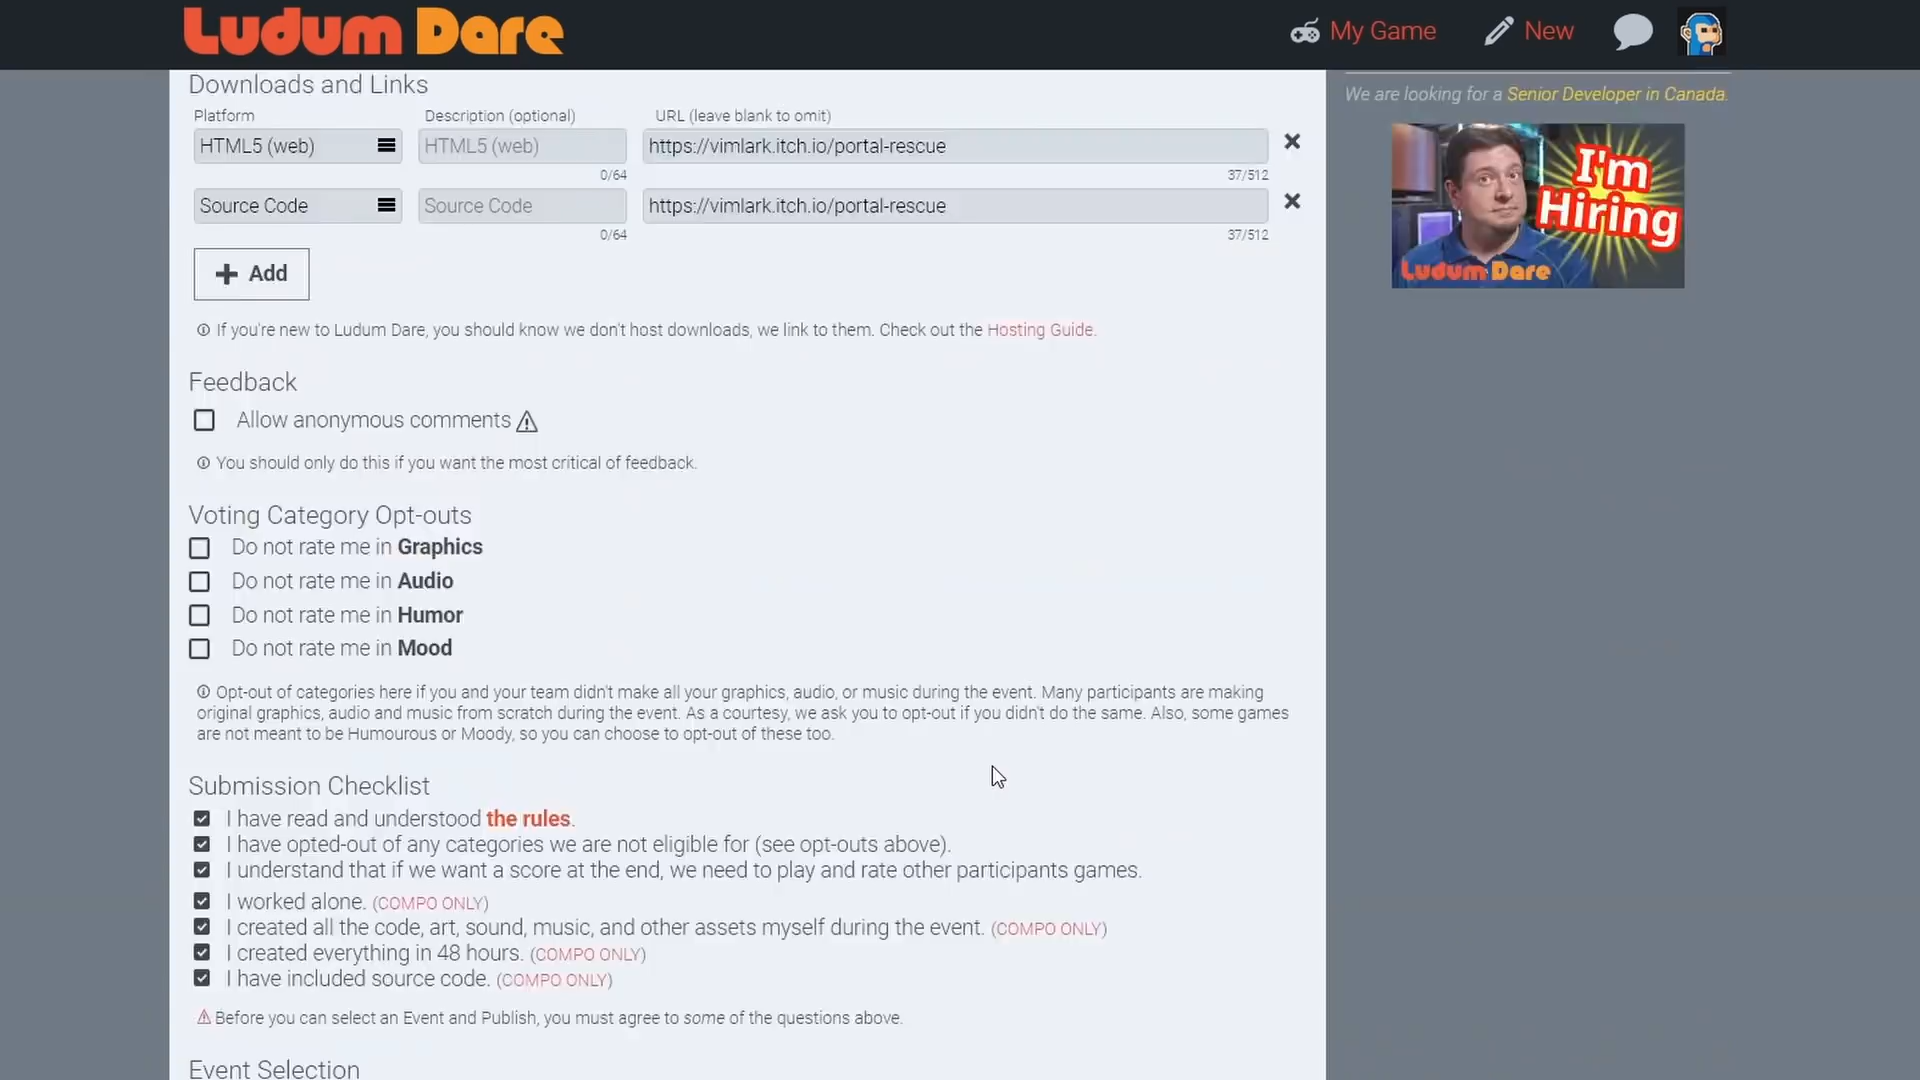 Ludum Dare
My Game
New
Downloads and Links
Platform
Description (optional)
URL (leave blank to omit)
HTML5 (web)
HTML5 (web)
https://vimlark.itch.io/portal-rescue
0/64
37/512
Source Code
Source Code
https://vimlark.itch.io/portal-rescue
0/64
37/512
Add
If you're new to Ludum Dare, you should know we don't host downloads, we link to them. Check out the Hosting Guide.
Feedback
Allow anonymous comments
You should only do this if you want the most critical of feedback.
Voting Category Opt-outs
Do not rate me in Graphics
Do not rate me in Audio
Do not rate me in Humor
Do not rate me in Mood
Opt-out of categories here if you and your team didn't make all your graphics, audio, or music during the event. Many participants are making
original graphics, audio and music from scratch during the event. As a courtesy, we ask you to opt-out if you didn't do the same. Also, some games
are not meant to be Humourous or Moody, so you can choose to opt-out of these too.
Submission Checklist
I have read and understood the rules.
I have opted-out of any categories we are not eligible for (see opt-outs above).
I understand that if we want a score at the end, we need to play and rate other participants games.
I worked alone. (COMPO ONLY)
I created all the code, art, sound, music, and other assets myself during the event. (COMPO ONLY)
I created everything in 48 hours. (COMPO ONLY)
I have included source code. (COMPO ONLY)
Before you can select an Event and Publish, you must agree to some of the questions above.
Event Selection
We are looking for a Senior Developer in Canada.
I'm
Hiring
Ludum Dare